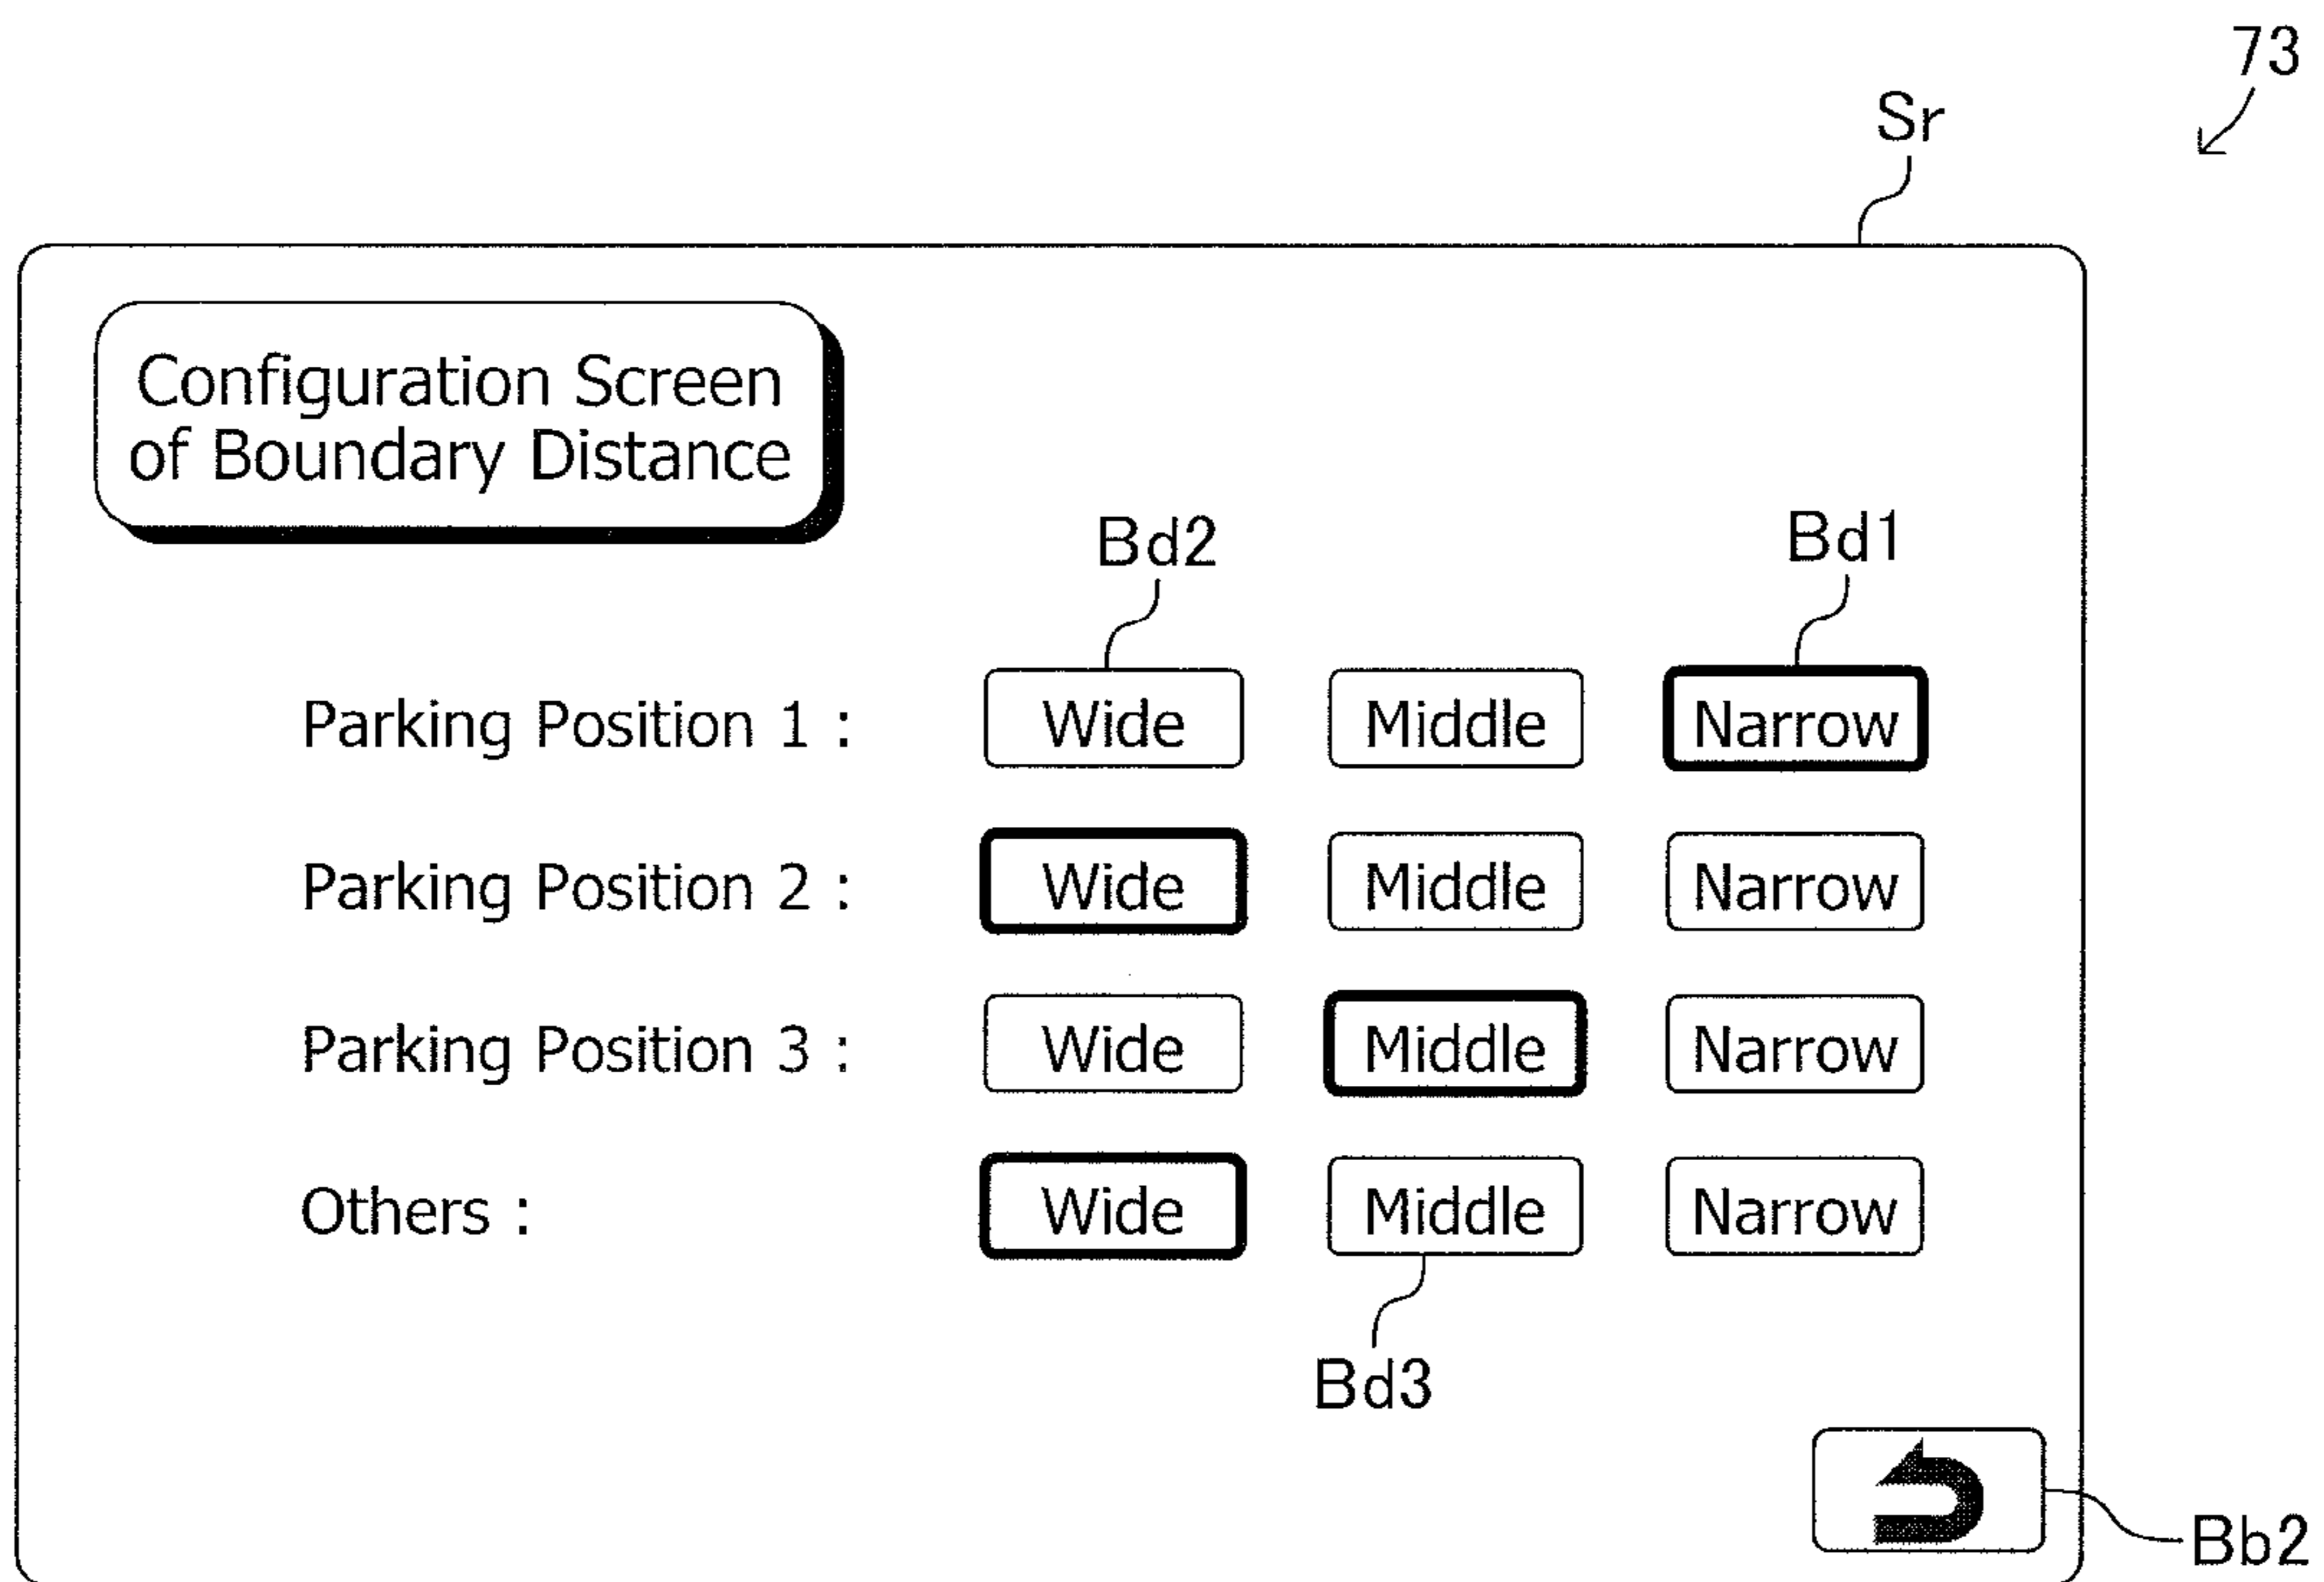 73
Sr
Configuration Screen
of Boundary Distance
Bd2
Bd1
Parking Position 1 : Wide Middle Narrow
Parking Position 2 : Wide Middle Narrow
Parking Position 3 : Wide Middle Narrow
Others : Wide Middle Narrow
Bd3
Bb2